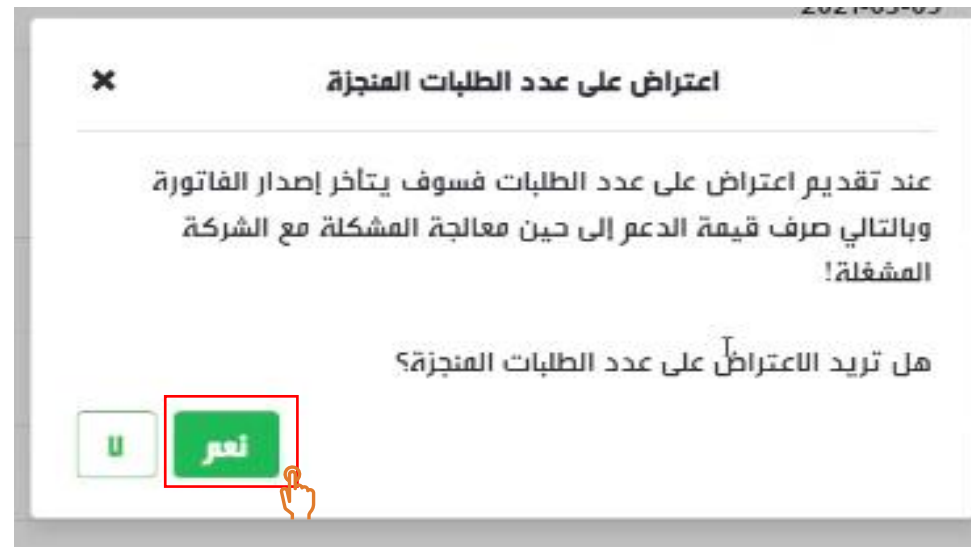 اعتراض على عدد الطلبات المنجزة
عند تقديم اعتراض على عدد الطلبات فسوف يتأخر إصدار الفاتورة
وبالتالي صرف قيمة الدعم إلى حين معالجة المشكلة مع الشركة
المشغلة!
هل تريد الاعتراض على عدد الطلبات المنجزة؟
نعم
لا